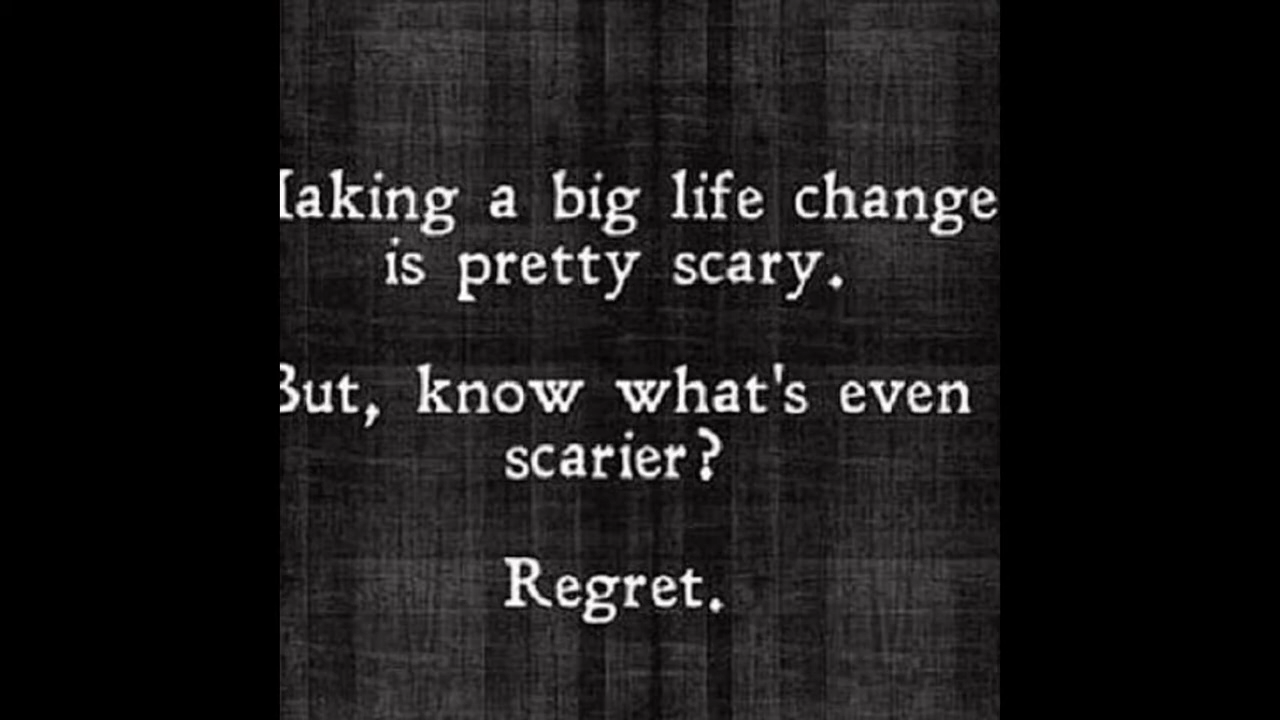 Making a big life change
is pretty scary.
But, know what's even
scarier?
Regret.